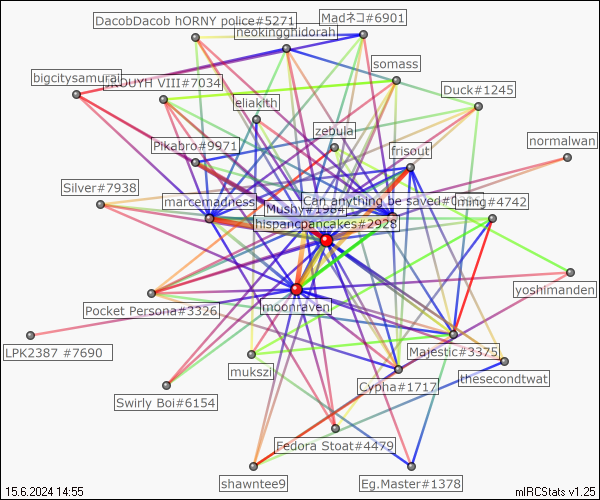 DacobDacob hORNY police#5271
Madネコ#6901
neokingghidorah
somass
bigcitysamurai
VIII#7034
Duck#1245
eliakith
zebula
Pikabro#9971
frisout
normalwan
Silver#7938
marcemadness
Can anything be saved#0
ming#4742
Mushy#1984
hispancpancakes#2928
yoshimanden
Pocket Persona#3326
moonraven
LPK2387 #7690
Majestic#3375
mukszi
Cypha#1717
thesecondtwat
Swirly Boi#6154
Fedora Stoat#4479
shawntee9
Eg.Master#1378
15.6.2024 14:55
mIRCStats v1.25